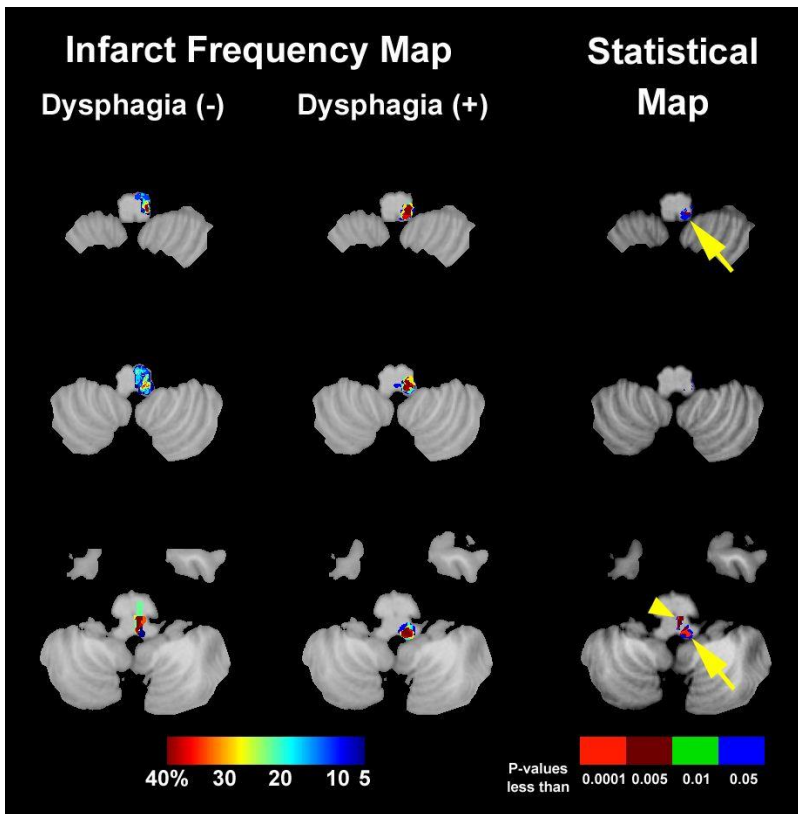 Infarct Frequency Map
Statistical Map
Dysphagia (-)
Dysphagia (+)
40% 30 20 10 5
P-values less than
0.0001 0.005 0.01 0.05